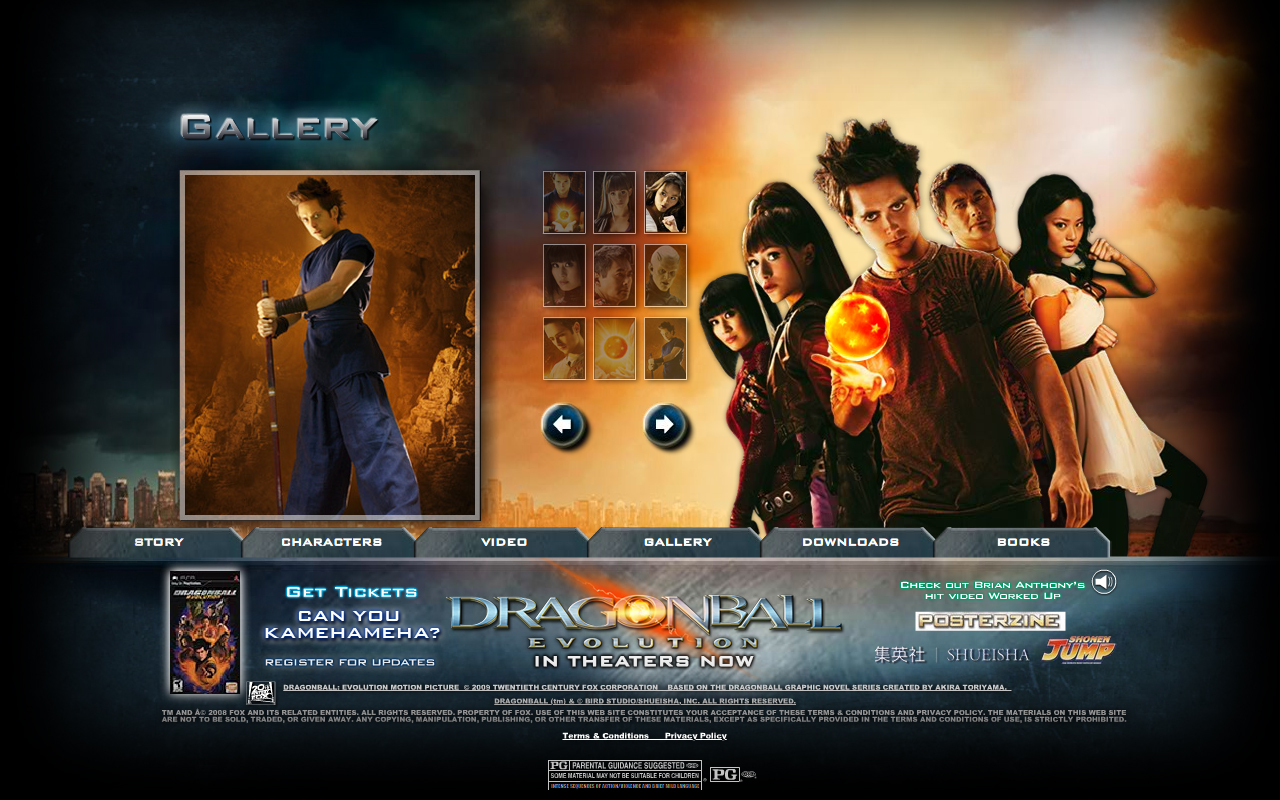 GALLERY
STORY
CHARACTERS
VIDEO
GALLERY
DOWNLOADS
BOOKS
DRAGONBALL
EVOLUTION
GET TICKETS
CAN YOU
KAMEHAMEHA?
REGISTER FOR UPDATES
DRAGONBALL
EVOLUTION
IN THEATERS NOW
CHECK OUT BRIAN ANTHONY'S
HIT VIDEO WORKED UP
POSTERZINE
集英社 | SHUEISHA
SHONEN
JUMP
DRAGONBALL: EVOLUTION MOTION PICTURE © 2009 TWENTIETH CENTURY FOX CORPORATION BASED ON THE DRAGONBALL GRAPHIC NOVEL SERIES CREATED BY AKIRA TORIYAMA.
DRAGONBALL (tm) & © BIRD STUDIO/SHUEISHA, INC. ALL RIGHTS RESERVED.
TM AND Â© 2008 FOX AND ITS RELATED ENTITIES. ALL RIGHTS RESERVED. PROPERTY OF FOX. USE OF THIS WEB SITE CONSTITUTES YOUR ACCEPTANCE OF THESE TERMS & CONDITIONS AND PRIVACY POLICY. THE MATERIALS ON THIS WEB SITE
ARE NOT TO BE SOLD, TRADED, OR GIVEN AWAY. ANY COPYING, MANIPULATION, PUBLISHING, OR OTHER TRANSFER OF THESE MATERIALS, EXCEPT AS SPECIFICALLY PROVIDED IN THE TERMS AND CONDITIONS OF USE, IS STRICTLY PROHIBITED.
Terms & Conditions Privacy Policy
PG PARENTAL GUIDANCE SUGGESTED
SOME MATERIAL MAY NOT BE SUITABLE FOR CHILDREN
INTENSE SEQUENCES OF ACTION/VIOLENCE AND BRIEF MILD LANGUAGE
PG